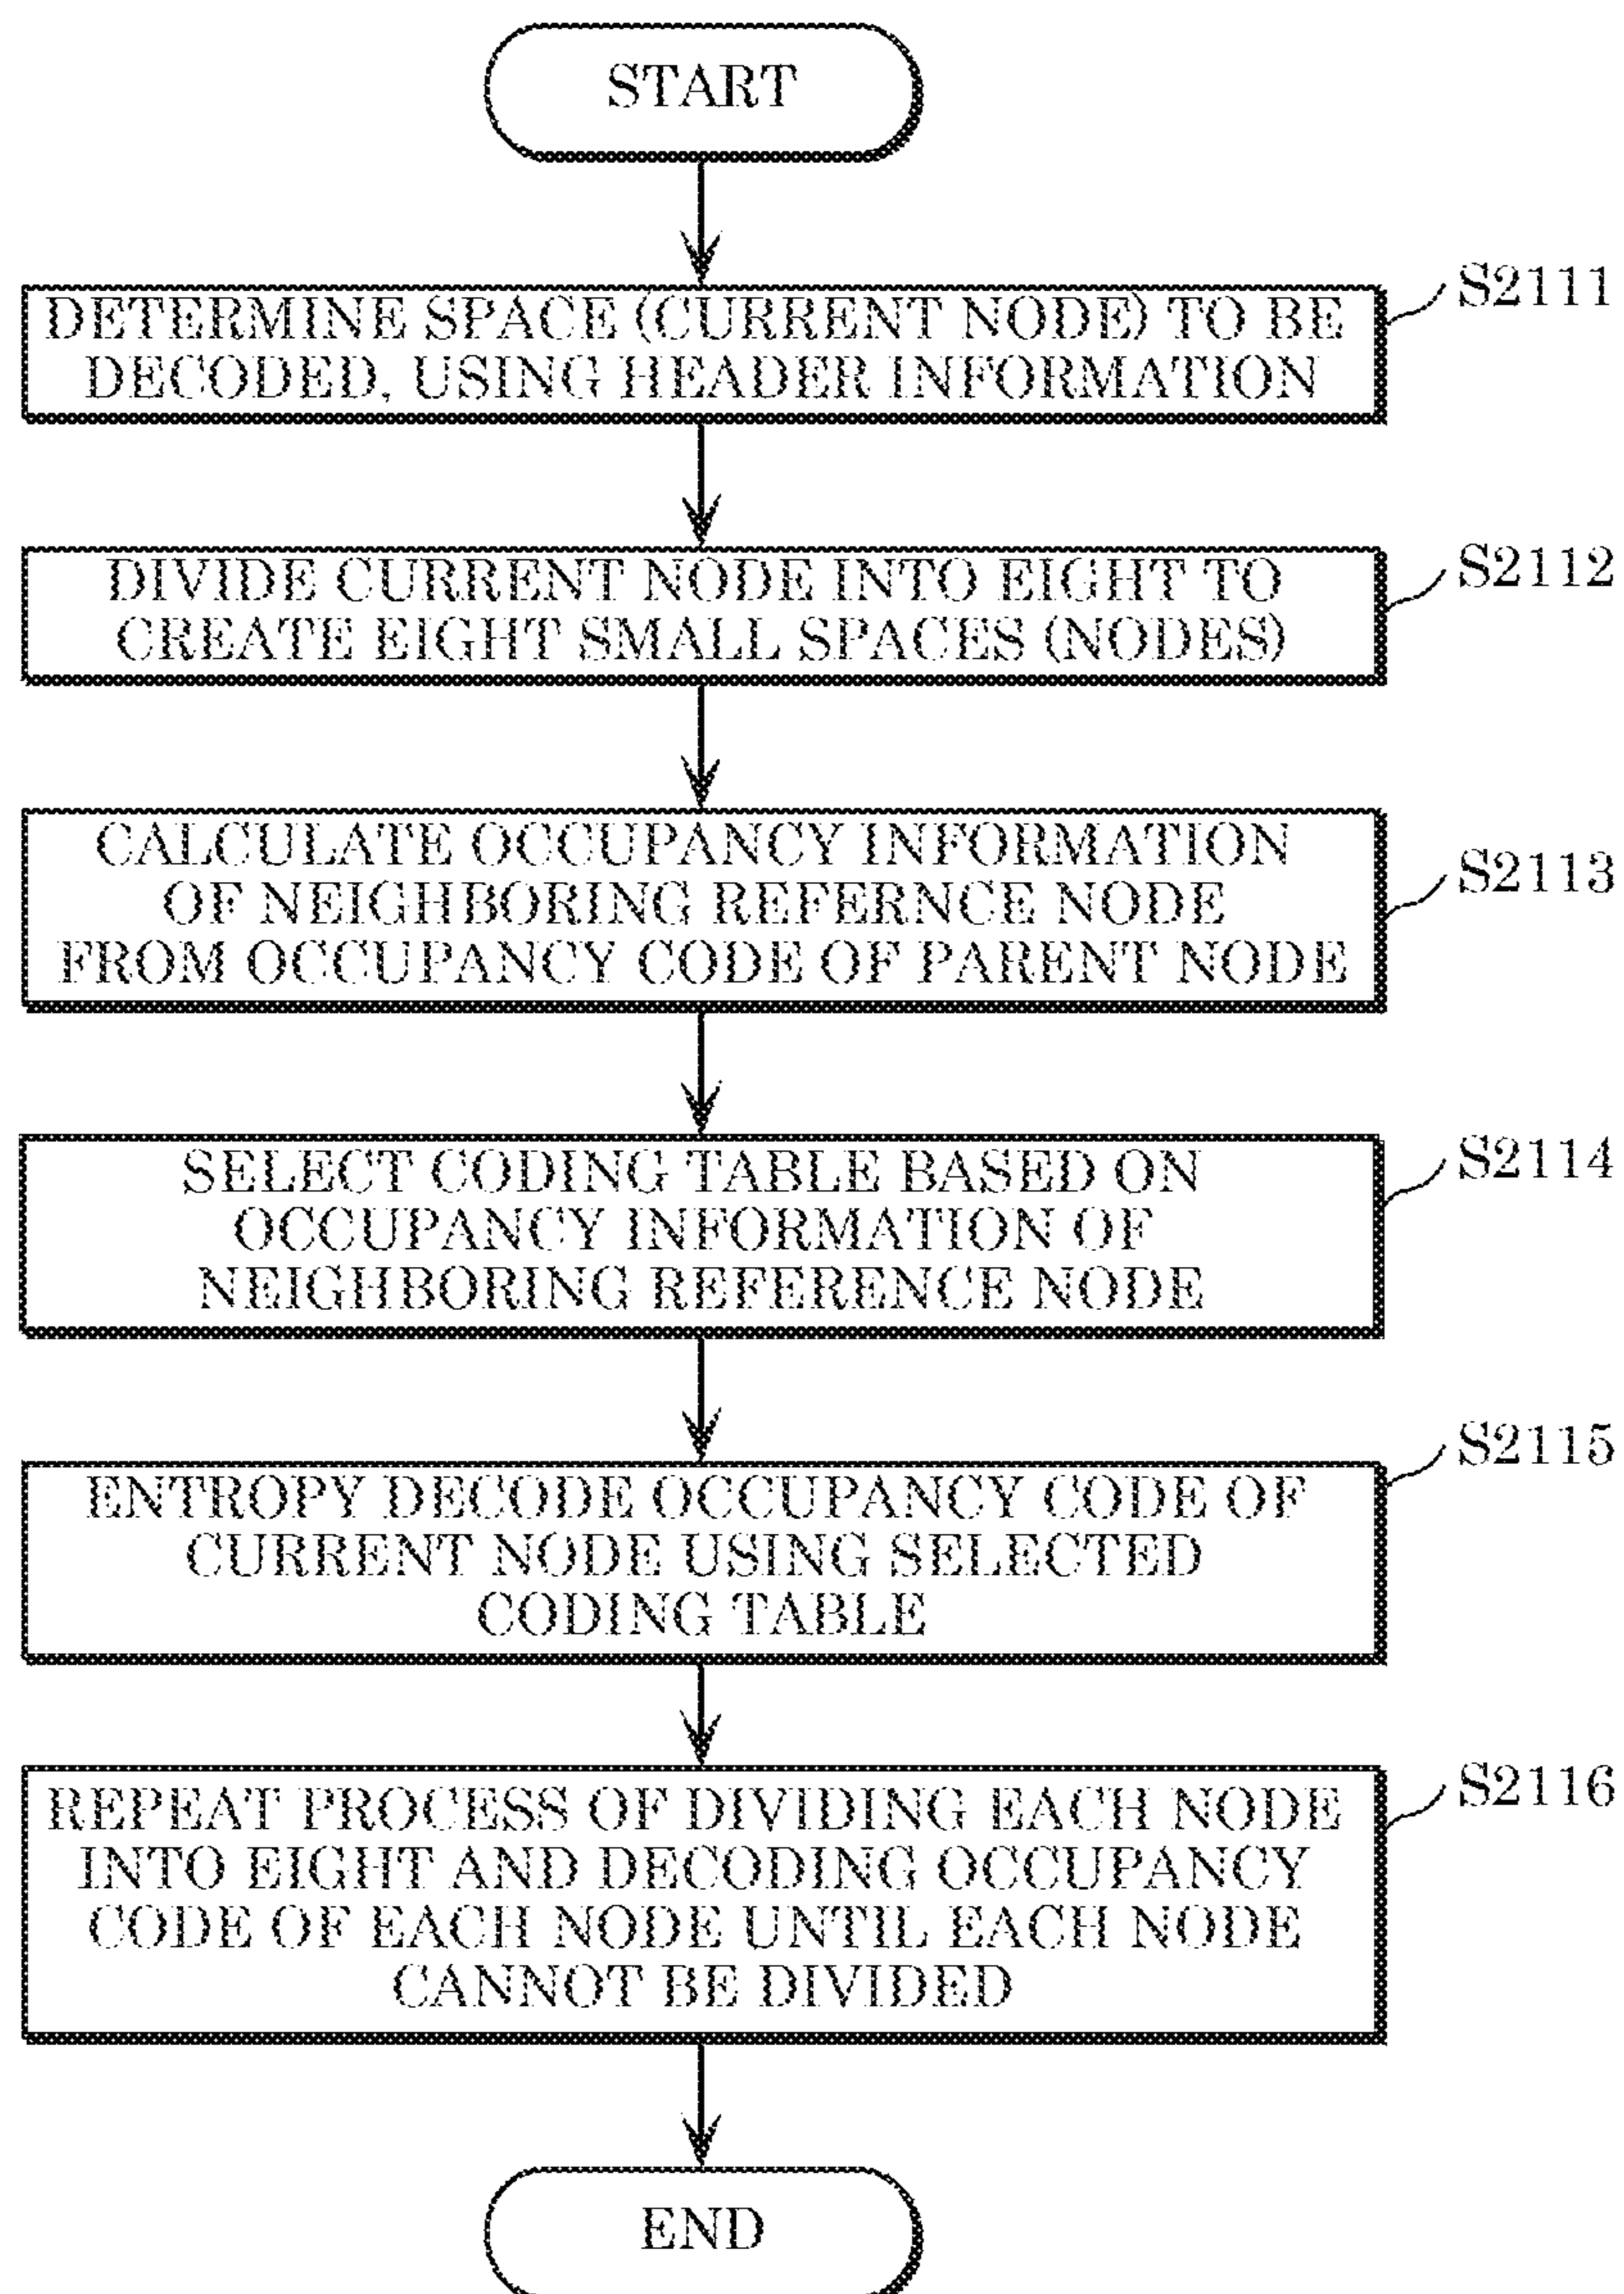 START
S2111
DETERMINE SPACE (CURRENT NODE) TO BE
DECODED, USING HEADER INFORMATION
S2112
DIVIDE CURRENT NODE INTO EIGHT TO
CREATE EIGHT SMALL SPACES (NODES)
S2113
CALCULATE OCCUPANCY INFORMATION
OF NEIGHBORING REFERNCE NODE
FROM OCCUPANCY CODE OF PARENT NODE
S2114
SELECT CODING TABLE BASED ON
OCCUPANCY INFORMATION OF
NEIGHBORING REFERENCE NODE
S2115
ENTROPY DECODE OCCUPANCY CODE OF
CURRENT NODE USING SELECTED
CODING TABLE
S2116
REPEAT PROCESS OF DIVIDING EACH NODE
INTO EIGHT AND DECODING OCCUPANCY
CODE OF EACH NODE UNTIL EACH NODE
CANNOT BE DIVIDED
END